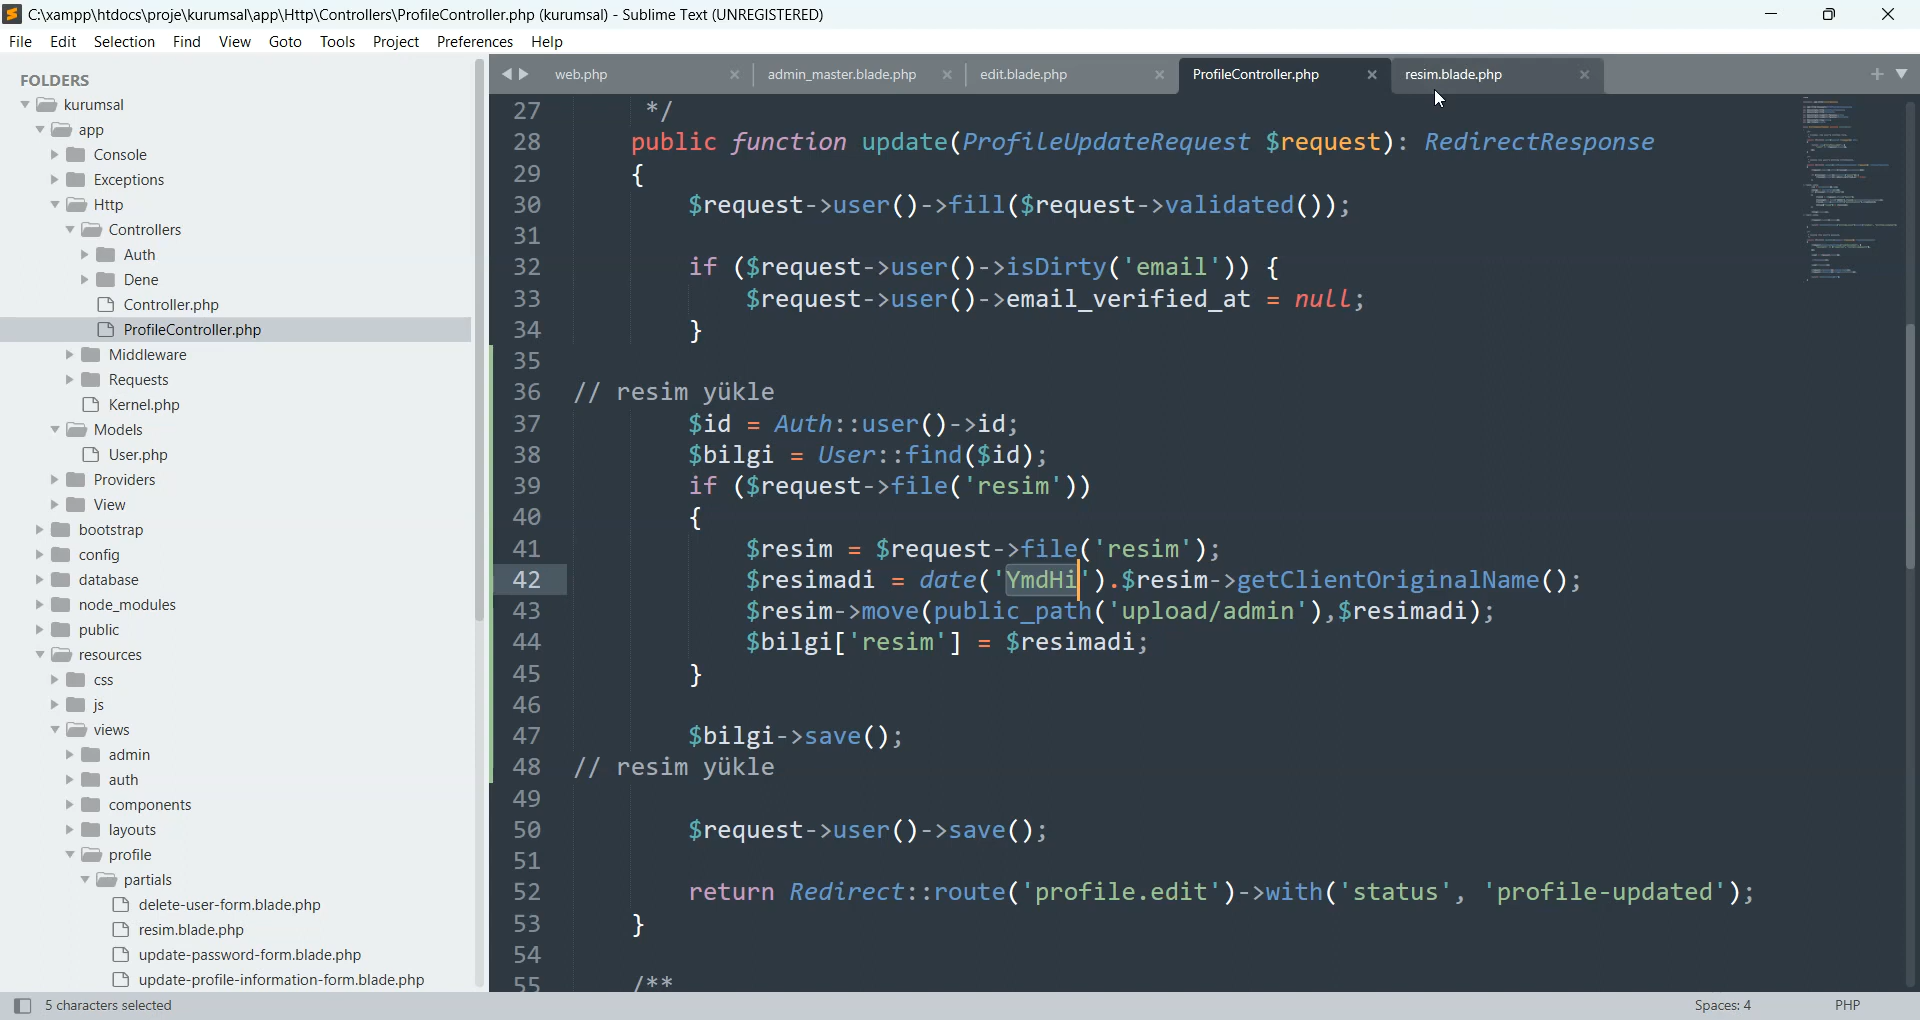 C:\xampp\htdocs\proje\kurumsal\app\Http\Controllers\ProfileController.php (kurumsal) - Sublime Text (UNREGISTERED)
File Edit Selection Find View Goto Tools Project Preferences Help
FOLDERS
kurumsal
app
Console
Exceptions
Http
Controllers
Auth
Dene
Controller.php
ProfileController.php
Middleware
Requests
Kernel.php
Models
User.php
Providers
View
bootstrap
config
database
node_modules
public
resources
css
js
views
admin
auth
components
layouts
profile
partials
delete-user-form.blade.php
resim.blade.php
update-password-form.blade.php
update-profile-information-form.blade.php
web.php admin_master.blade.php edit.blade.php ProfileController.php resim.blade.php
27 */
28 public function update(ProfileUpdateRequest $request): RedirectResponse
29 {
30 $request->user()->fill($request->validated());
31
32 if ($request->user()->isDirty('email')) {
33 $request->user()->email_verified_at = null;
34 }
35
36 // resim yükle
37 $id = Auth::user()->id;
38 $bilgi = User::find($id);
39 if ($request->file('resim'))
40 {
41 $resim = $request->file('resim');
42 $resimadi = date('YmdHi').$resim->getClientOriginalName();
43 $resim->move(public_path('upload/admin'),$resimadi);
44 $bilgi['resim'] = $resimadi;
45 }
46
47 $bilgi->save();
48 // resim yükle
49
50 $request->user()->save();
51
52 return Redirect::route('profile.edit')->with('status', 'profile-updated');
53 }
54
55 /**
5 characters selected Spaces: 4 PHP